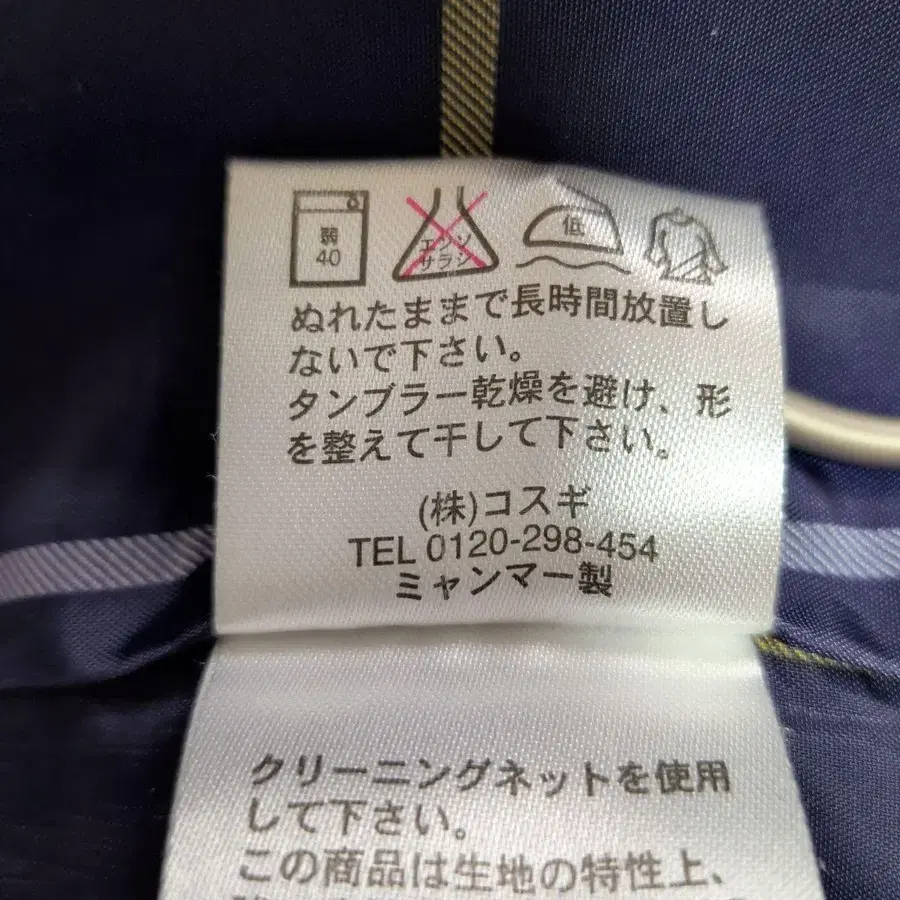 弱
40
エンソ
サラシ
低
ぬれたままで長時間放置し
ないで下さい。
タンブラー乾燥を避け、形
を整えて干して下さい。
(株)コスギ
TEL 0120-298-454
ミャンマー製
クリーニングネットを使用
して下さい。
この商品は生地の特性上、